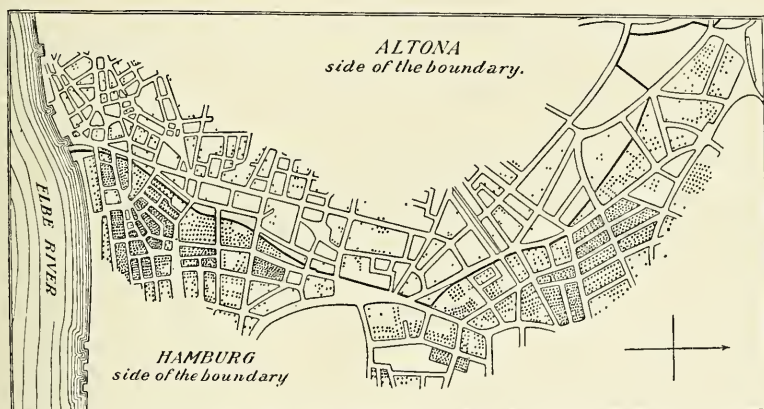 ALTONA
side of the boundary.
ELBE RIVER
HAMBURG
side of the boundary